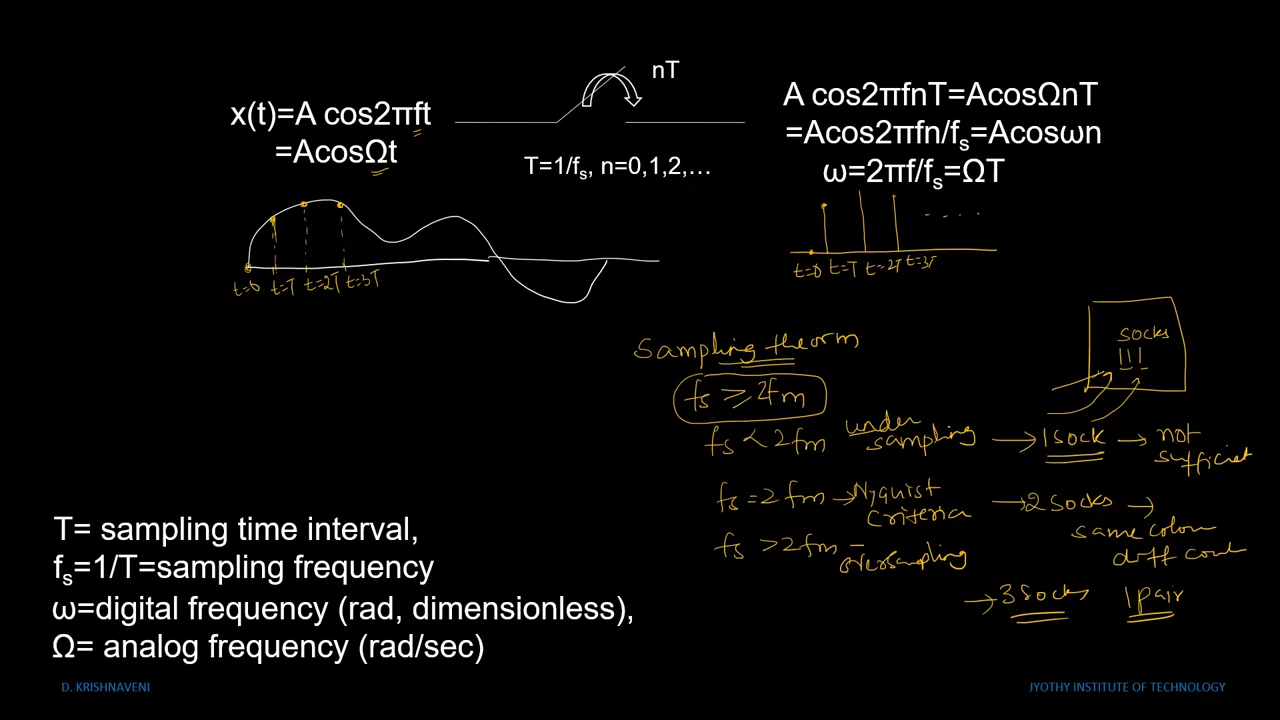 nT
x(t)=A cos2πft
=AcosΩt
T=1/fₛ, n=0,1,2,…
A cos2πfnT=AcosΩnT
=Acos2πfn/fₛ=Acosωn
ω=2πf/fₛ=ΩT
t=0 t=T t=2T t=3T
t=0 t=T t=2T t=3T
Sampling theorm
fs ≥ 2fm
fs < 2fm under sampling → 1 sock → not sufficiet
socks
fs = 2fm → Nyquist criteria → 2 socks →
same colour
diff
fs > 2fm – oversampling
→ 3 socks 1 pair
T= sampling time interval,
fₛ=1/T=sampling frequency
ω=digital frequency (rad, dimensionless),
Ω= analog frequency (rad/sec)
D. KRISHNAVENI
JYOTHY INSTITUTE OF TECHNOLOGY